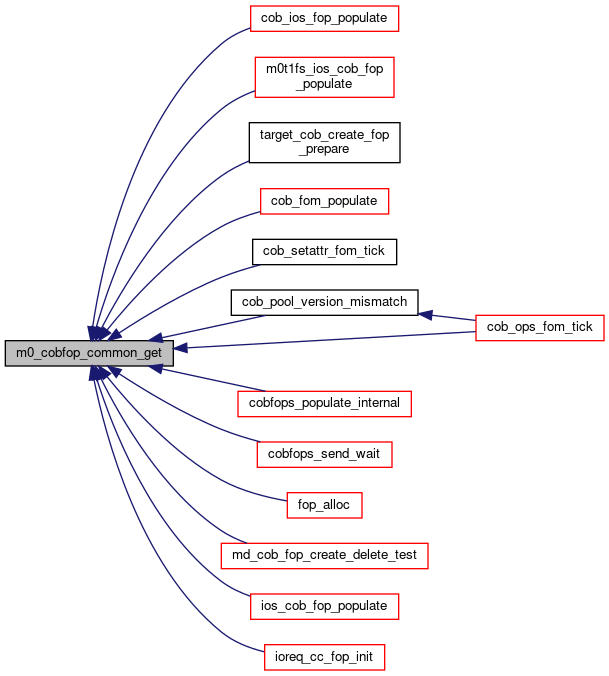 cob_ios_fop_populate
m0t1fs_ios_cob_fop
_populate
target_cob_create_fop
_prepare
cob_fom_populate
cob_setattr_fom_tick
cob_pool_version_mismatch
cob_ops_fom_tick
m0_cobfop_common_get
cobfops_populate_internal
cobfops_send_wait
fop_alloc
md_cob_fop_create_delete_test
ios_cob_fop_populate
ioreq_cc_fop_init